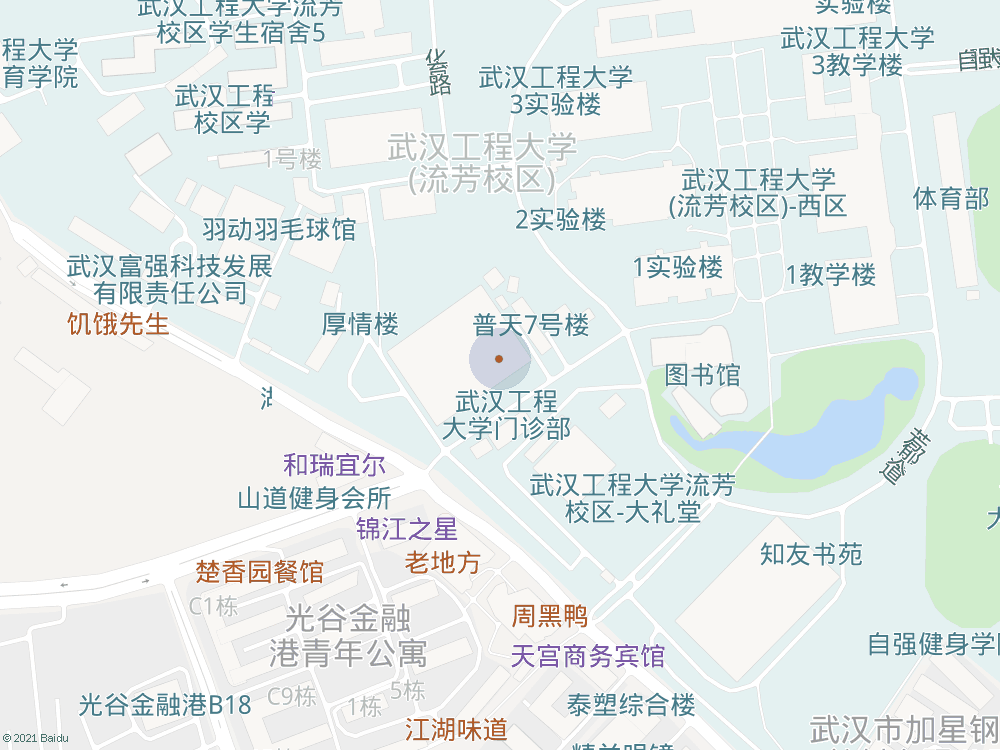 武汉工程大学流芳
校区学生宿舍5
实验楼
程大学
育学院
化会路
武汉工程大学
3实验楼
武汉工程大学
3教学楼
自强
武汉工程
校区学
1号楼
武汉工程大学
(流芳校区)
武汉工程大学
(流芳校区)-西区
体育部
羽动羽毛球馆
2实验楼
武汉富强科技发展
有限责任公司
1实验楼
1教学楼
饥饿先生
厚情楼
普天7号楼
图书馆
武汉工程
大学门诊部
芳郧道
和瑞宜尔
山道健身会所
武汉工程大学流芳
校区-大礼堂
锦江之星
老地方
知友书苑
楚香园餐馆
C1栋
光谷金融
港青年公寓
周黑鸭
天宫商务宾馆
自强健身学
C9栋
5栋
1栋
光谷金融港B18
泰塑综合楼
江湖味道
武汉市加星钢
© 2021 Baidu